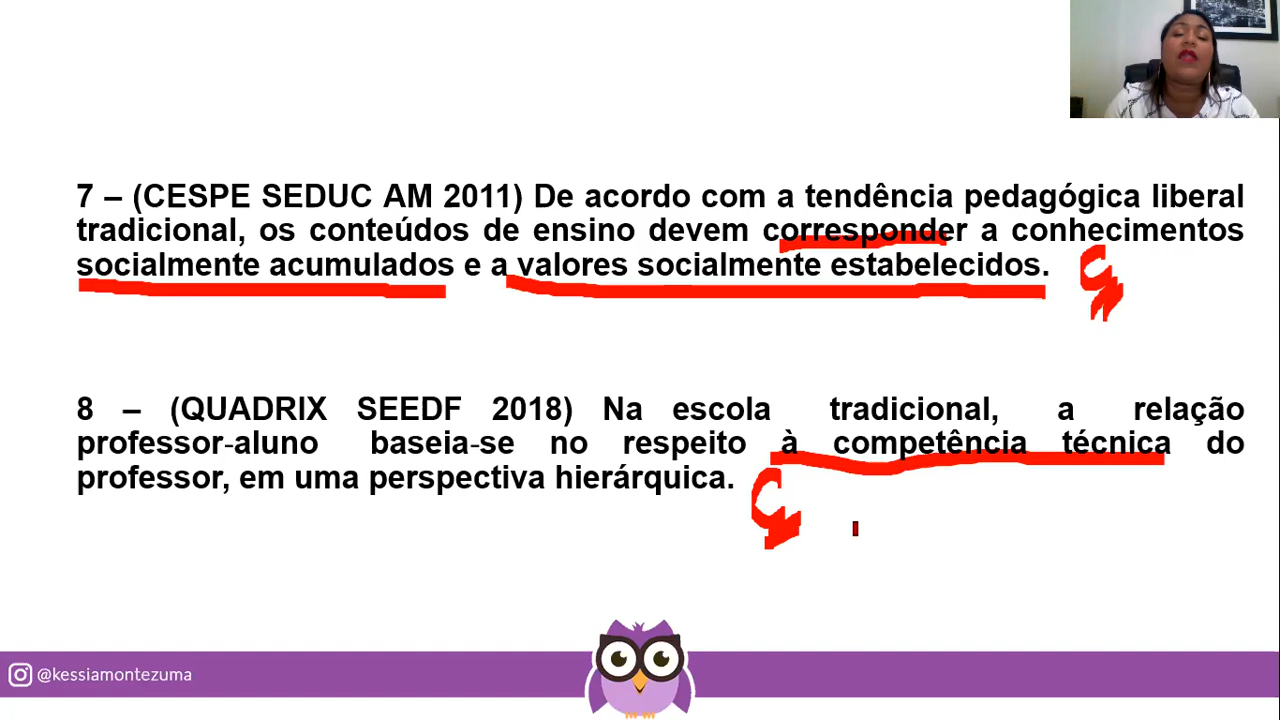 7 – (CESPE SEDUC AM 2011) De acordo com a tendência pedagógica liberal
tradicional, os conteúdos de ensino devem corresponder a conhecimentos
socialmente acumulados e a valores socialmente estabelecidos.
C
8 – (QUADRIX SEEDF 2018) Na escola tradicional, a relação
professor-aluno baseia-se no respeito à competência técnica do
professor, em uma perspectiva hierárquica.
C
@kessiamontezuma